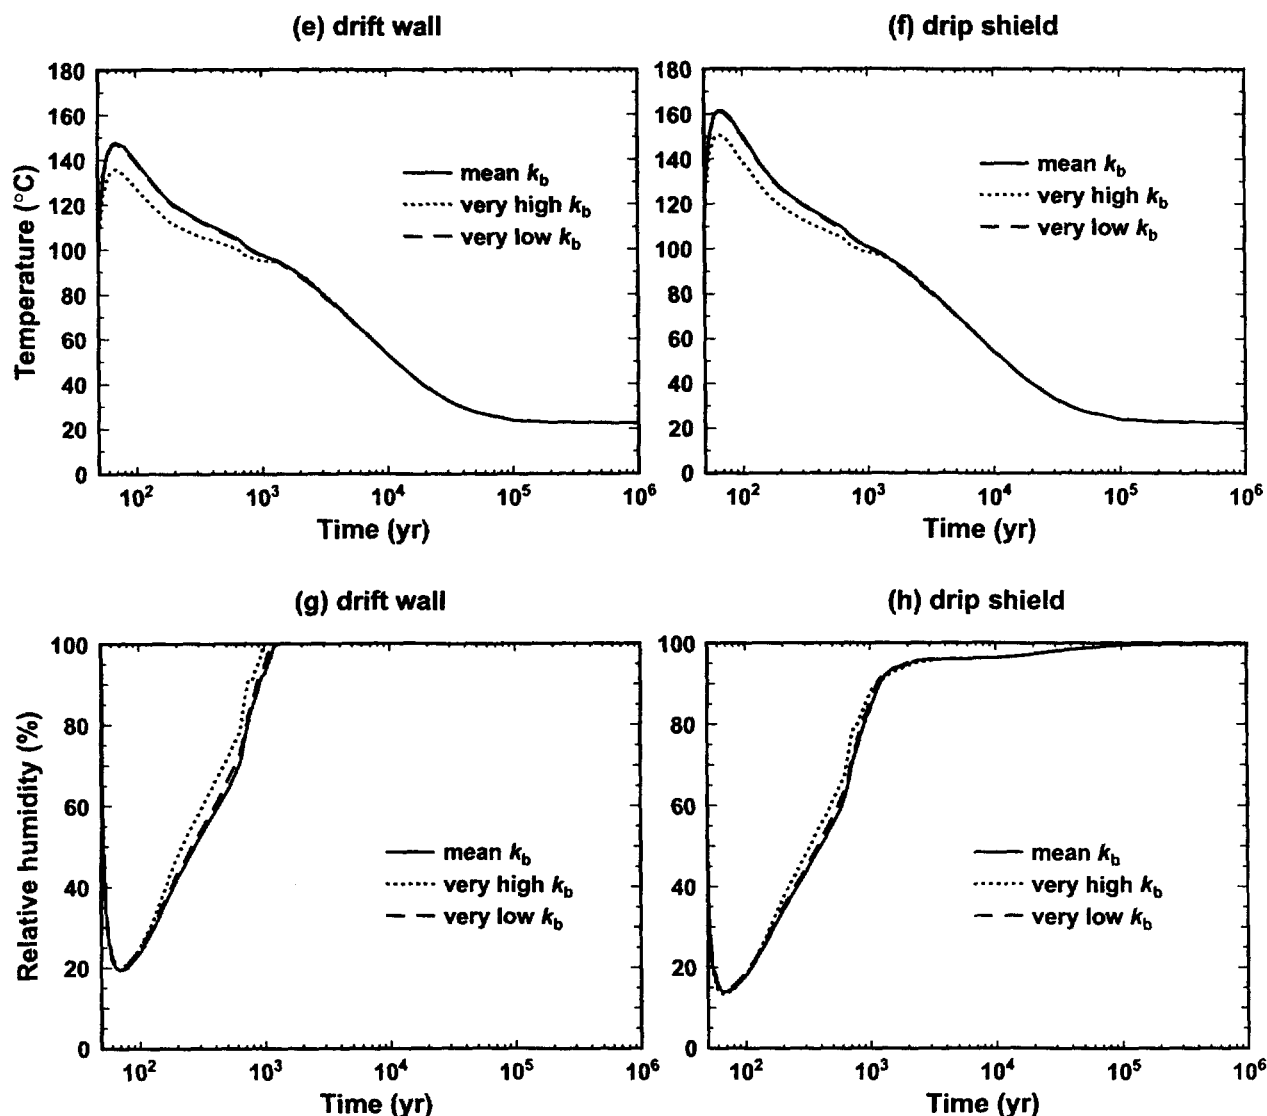 (e) drift wall
180
160
140
120
100
80
60
40
20
0
Temperature (°C)
mean kb
very high kb
very low kb
10² 10³ 10⁴ 10⁵ 10⁶
Time (yr)
(f) drip shield
180
160
140
120
100
80
60
40
20
0
mean kb
very high kb
very low kb
10² 10³ 10⁴ 10⁵ 10⁶
Time (yr)
(g) drift wall
100
80
60
40
20
0
Relative humidity (%)
mean kb
very high kb
very low kb
10² 10³ 10⁴ 10⁵ 10⁶
Time (yr)
(h) drip shield
100
80
60
40
20
0
mean kb
very high kb
very low kb
10² 10³ 10⁴ 10⁵ 10⁶
Time (yr)